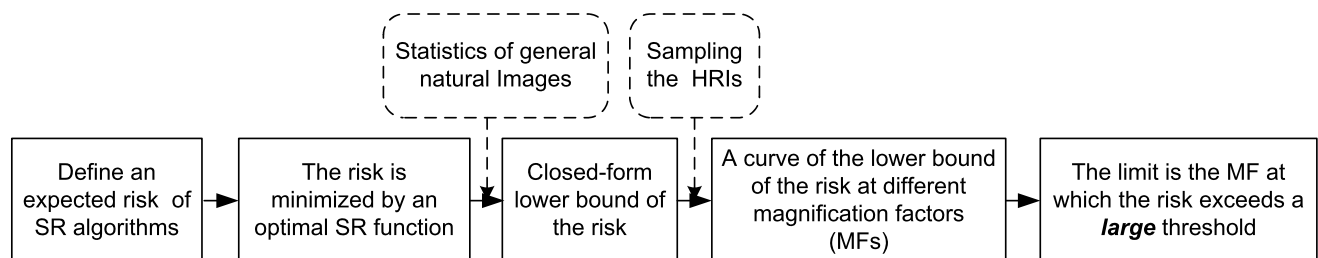 Statistics of general
natural Images
Sampling
the HRIs
Define an
expected risk of
SR algorithms
The risk is
minimized by an
optimal SR function
Closed-form
lower bound of
the risk
A curve of the lower bound
of the risk at different
magnification factors
(MFs)
The limit is the MF at
which the risk exceeds a
large threshold